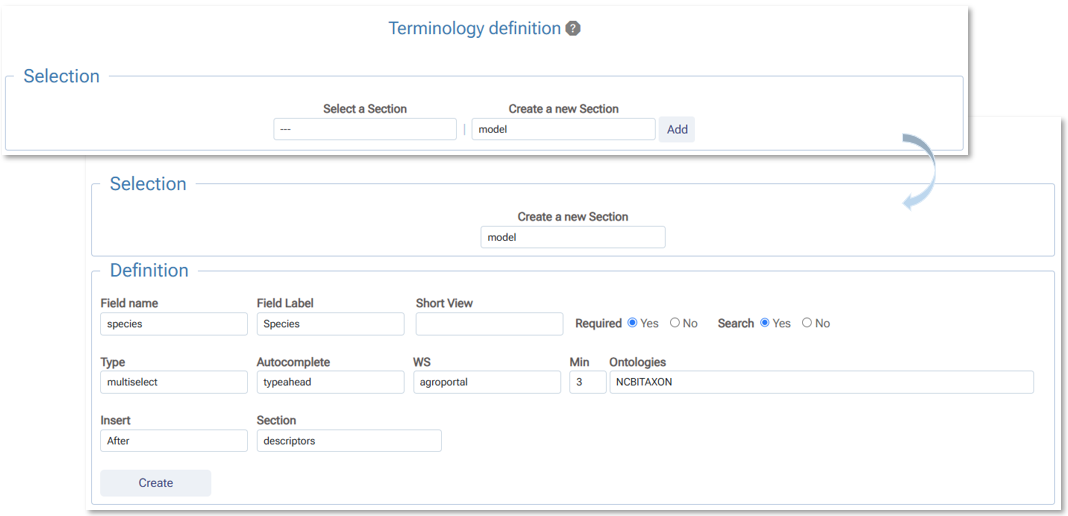 Terminology definition ?
Selection
Select a Section Create a new Section
--- | model Add
Selection
Create a new Section
model
Definition
Field name Field Label Short View
species Species Required Yes No Search Yes No
Type Autocomplete WS Min Ontologies
multiselect typeahead agroportal 3 NCBITAXON
Insert Section
After descriptors
Create